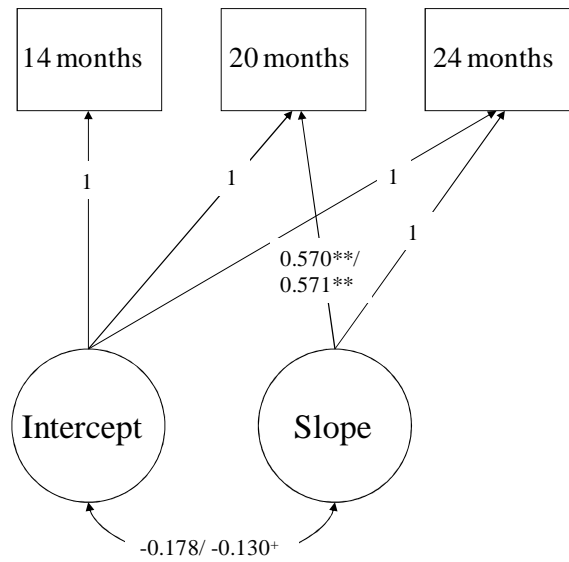 14 months
20 months
24 months
1
1
1
1
0.570**/
0.571**
Intercept
Slope
-0.178/ -0.130+